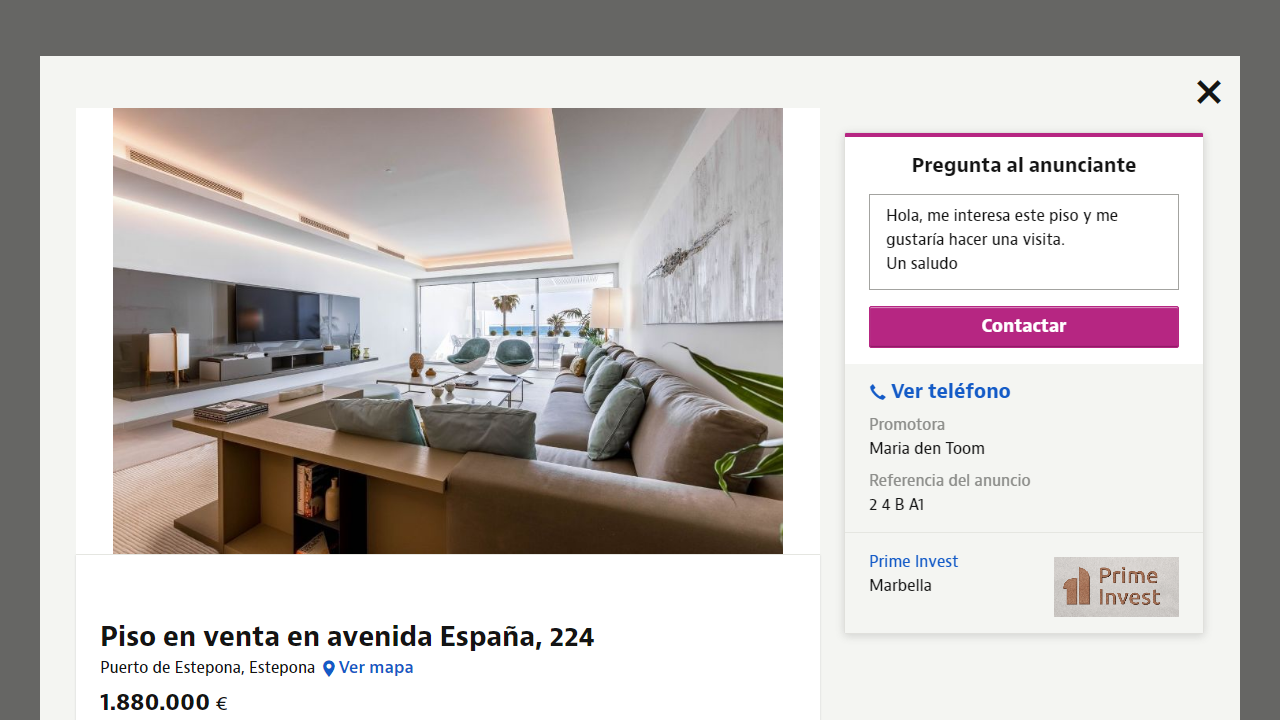 Pregunta al anunciante
Hola, me interesa este piso y me
gustaría hacer una visita.
Un saludo
Contactar
Ver teléfono
Promotora
Maria den Toom
Referencia del anuncio
2 4 B A1
Prime Invest
Marbella
Prime
Invest
Piso en venta en avenida España, 224
Puerto de Estepona, Estepona Ver mapa
1.880.000 €